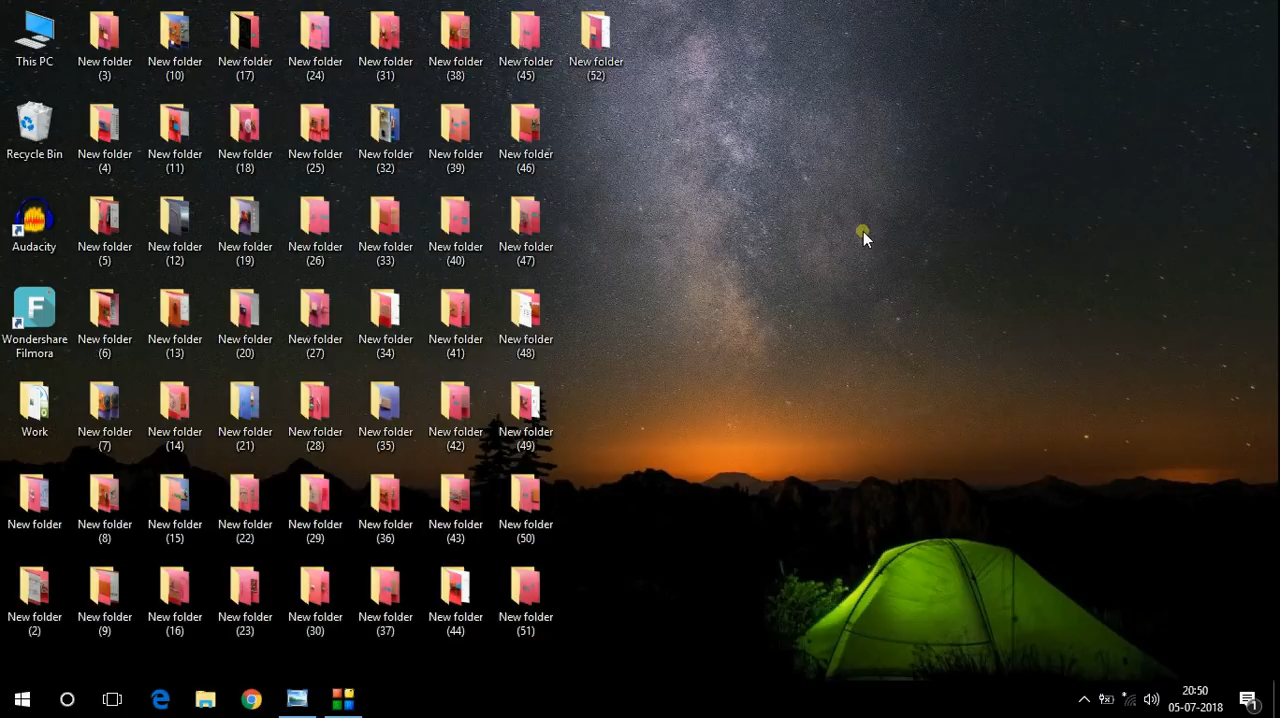 This PC
New folder
(3)
New folder
(10)
New folder
(17)
New folder
(24)
New folder
(31)
New folder
(38)
New folder
(45)
New folder
(52)
Recycle Bin
New folder
(4)
New folder
(11)
New folder
(18)
New folder
(25)
New folder
(32)
New folder
(39)
New folder
(46)
Audacity
New folder
(5)
New folder
(12)
New folder
(19)
New folder
(26)
New folder
(33)
New folder
(40)
New folder
(47)
Wondershare
Filmora
New folder
(6)
New folder
(13)
New folder
(20)
New folder
(27)
New folder
(34)
New folder
(41)
New folder
(48)
Work
New folder
(7)
New folder
(14)
New folder
(21)
New folder
(28)
New folder
(35)
New folder
(42)
New folder
(49)
New folder
New folder
(8)
New folder
(15)
New folder
(22)
New folder
(29)
New folder
(36)
New folder
(43)
New folder
(50)
New folder
(2)
New folder
(9)
New folder
(16)
New folder
(23)
New folder
(30)
New folder
(37)
New folder
(44)
New folder
(51)
20:50
05-07-2018
1